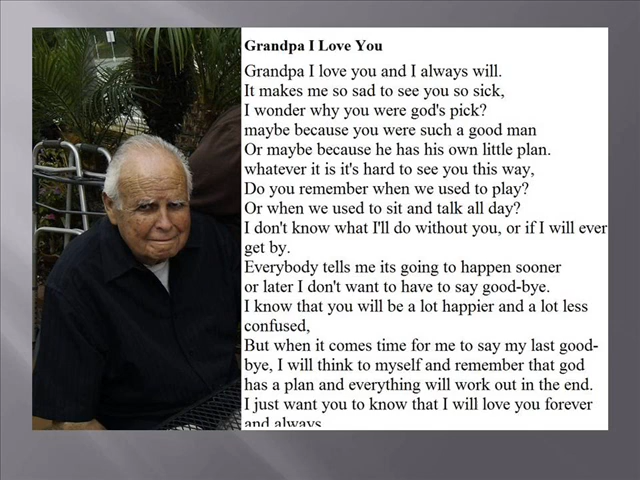 Grandpa I Love You
Grandpa I love you and I always will.
It makes me so sad to see you so sick,
I wonder why you were god's pick?
maybe because you were such a good man
Or maybe because he has his own little plan.
whatever it is it's hard to see you this way,
Do you remember when we used to play?
Or when we used to sit and talk all day?
I don't know what I'll do without you, or if I will ever
get by.
Everybody tells me its going to happen sooner
or later I don't want to have to say good-bye.
I know that you will be a lot happier and a lot less
confused,
But when it comes time for me to say my last good-
bye, I will think to myself and remember that god
has a plan and everything will work out in the end.
I just want you to know that I will love you forever
and always